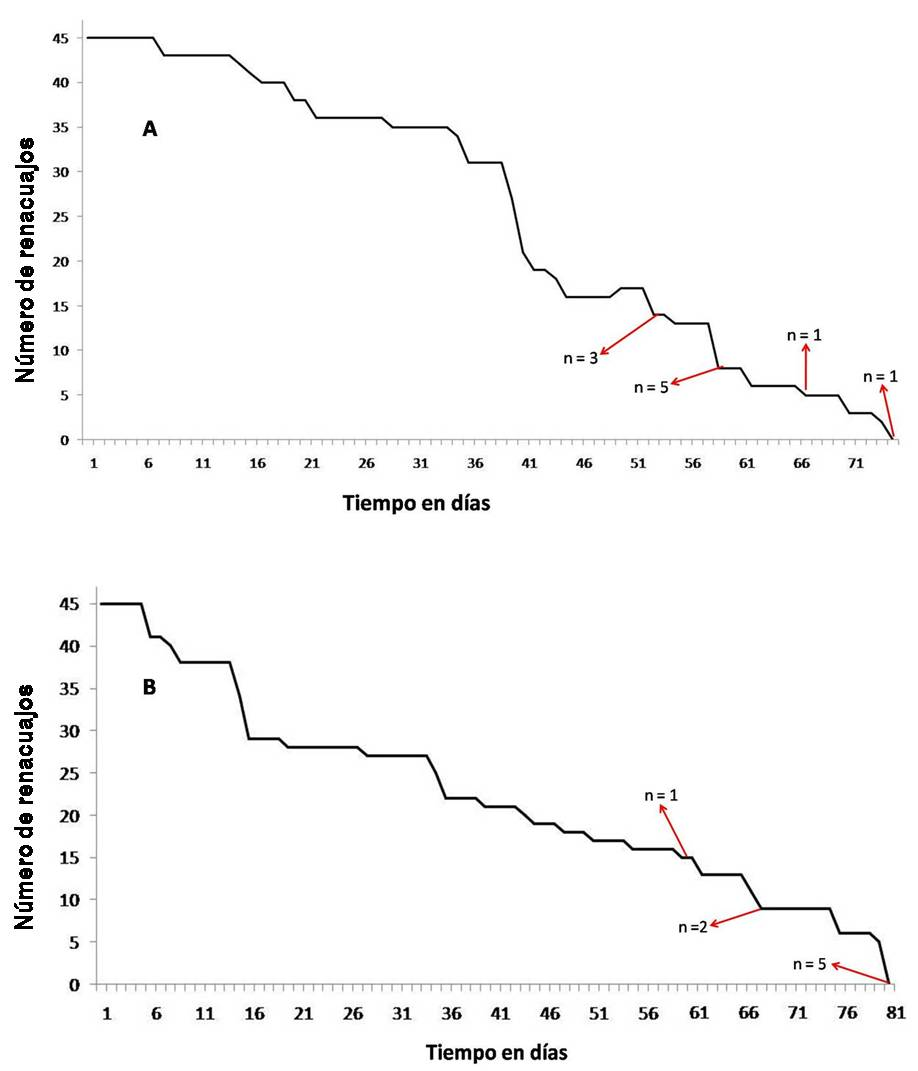 45
40
35
30
25
20
15
10
5
0
Número de renacuajos
A
n = 3
n = 5
n = 1
n = 1
1 6 11 16 21 26 31 36 41 46 51 56 61 66 71
Tiempo en días
45
40
35
30
25
20
15
10
5
0
Número de renacuajos
B
n = 1
n =2
n = 5
1 6 11 16 21 26 31 36 41 46 51 56 66 71 76 81
Tiempo en días